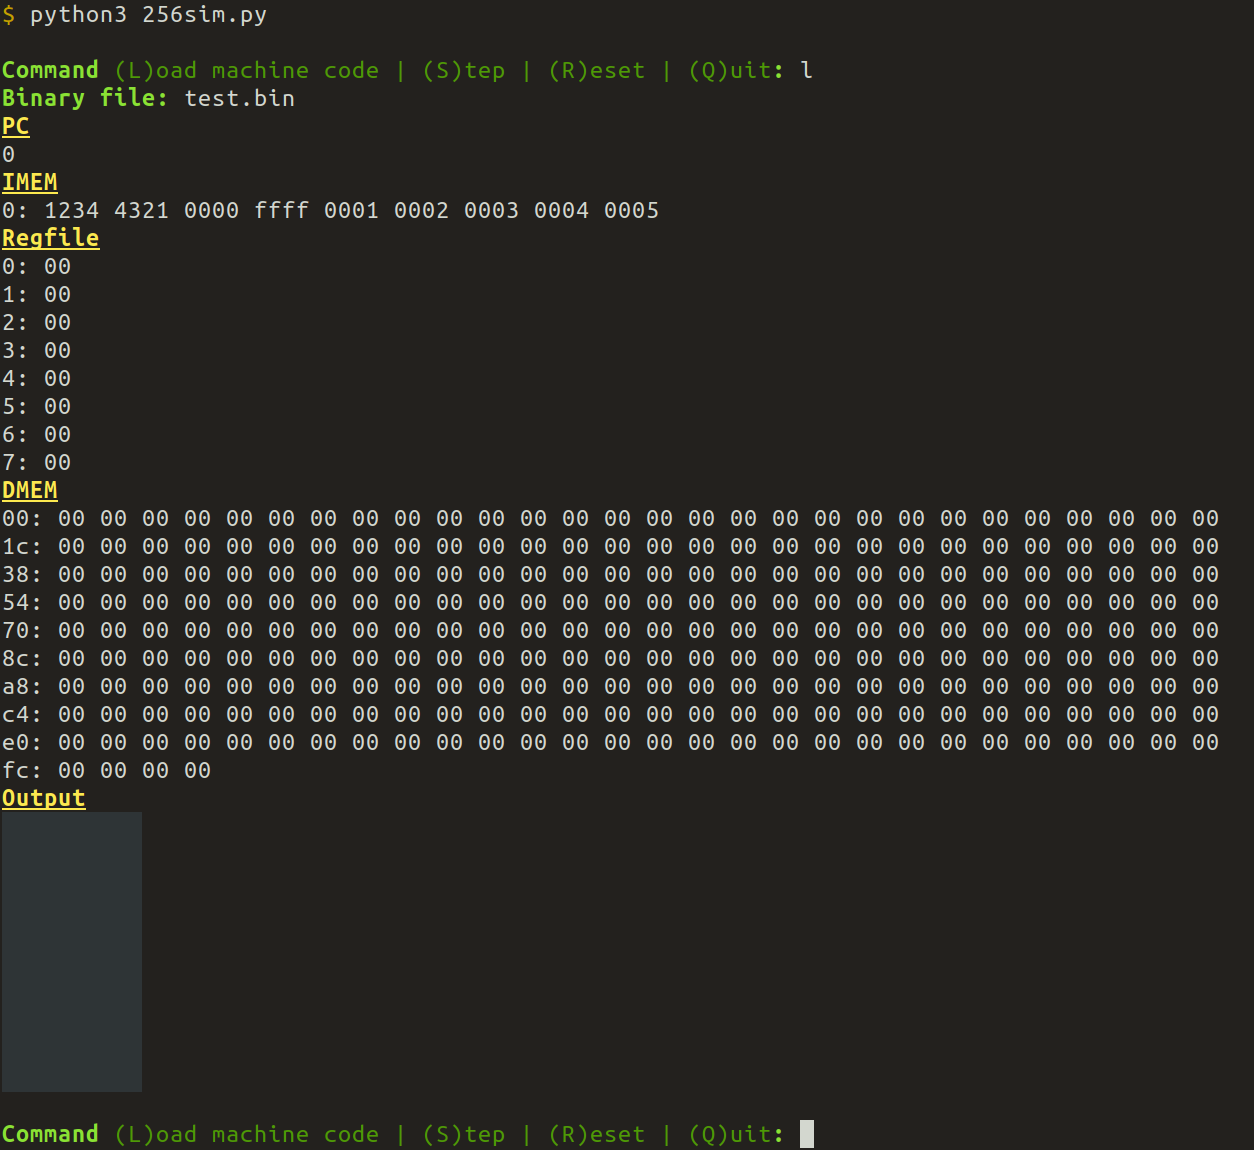 $ python3 256sim.py
Command (L)oad machine code | (S)tep | (R)eset | (Q)uit: l
Binary file: test.bin
PC
0
IMEM
0: 1234 4321 0000 ffff 0001 0002 0003 0004 0005
Regfile
0: 00
1: 00
2: 00
3: 00
4: 00
5: 00
6: 00
7: 00
DMEM
00: 00 00 00 00 00 00 00 00 00 00 00 00 00 00 00 00 00 00 00 00 00 00 00 00 00 00 00 00
1c: 00 00 00 00 00 00 00 00 00 00 00 00 00 00 00 00 00 00 00 00 00 00 00 00 00 00 00 00
38: 00 00 00 00 00 00 00 00 00 00 00 00 00 00 00 00 00 00 00 00 00 00 00 00 00 00 00 00
54: 00 00 00 00 00 00 00 00 00 00 00 00 00 00 00 00 00 00 00 00 00 00 00 00 00 00 00 00
70: 00 00 00 00 00 00 00 00 00 00 00 00 00 00 00 00 00 00 00 00 00 00 00 00 00 00 00 00
8c: 00 00 00 00 00 00 00 00 00 00 00 00 00 00 00 00 00 00 00 00 00 00 00 00 00 00 00 00
a8: 00 00 00 00 00 00 00 00 00 00 00 00 00 00 00 00 00 00 00 00 00 00 00 00 00 00 00 00
c4: 00 00 00 00 00 00 00 00 00 00 00 00 00 00 00 00 00 00 00 00 00 00 00 00 00 00 00 00
e0: 00 00 00 00 00 00 00 00 00 00 00 00 00 00 00 00 00 00 00 00 00 00 00 00 00 00 00 00
fc: 00 00 00 00
Output
Command (L)oad machine code | (S)tep | (R)eset | (Q)uit: